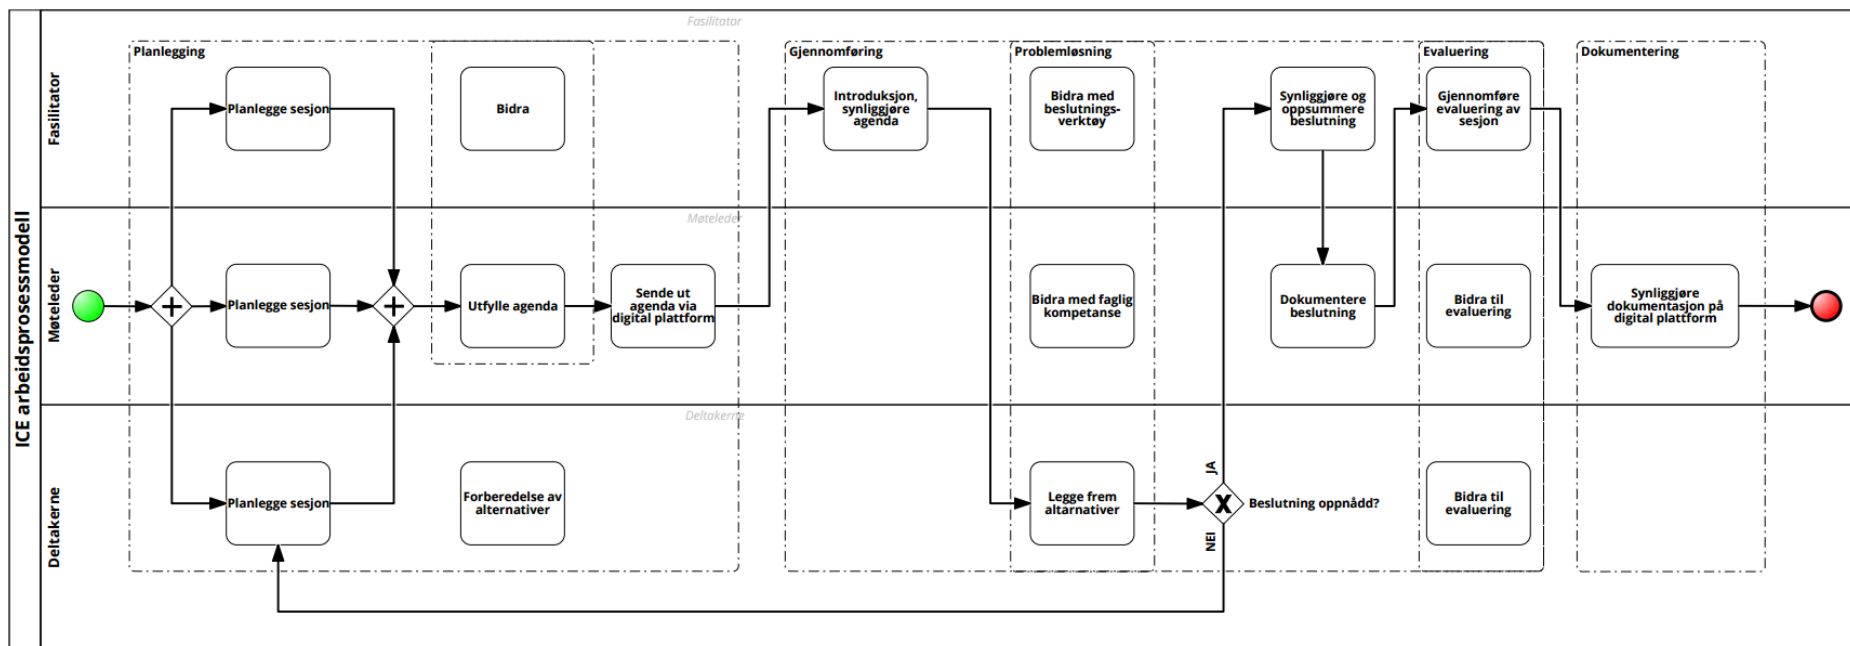 ICE arbeidsprosessmodell
Fasilitator
Fasilitator
Planlegging
Planlegge sesjon
Bidra
Gjennomføring
Introduksjon,
synliggjøre
agenda
Problemløsning
Bidra med
beslutnings-
verktøy
Synliggjøre og
oppsummere
beslutning
Evaluering
Gjennomføre
evaluering av
sesjon
Dokumentering
Møteleder
Møteleder
Planlegge sesjon
Utfylle agenda
Sende ut
agenda via
digital plattform
Bidra med faglig
kompetanse
Dokumentere
beslutning
Bidra til
evaluering
Synliggjøre
dokumentasjon på
digital plattform
Deltakerne
Deltakerne
Planlegge sesjon
Forberedelse av
alternativer
Legge frem
altarnativer
JA
X
Beslutning oppnådd?
NEI
Bidra til
evaluering